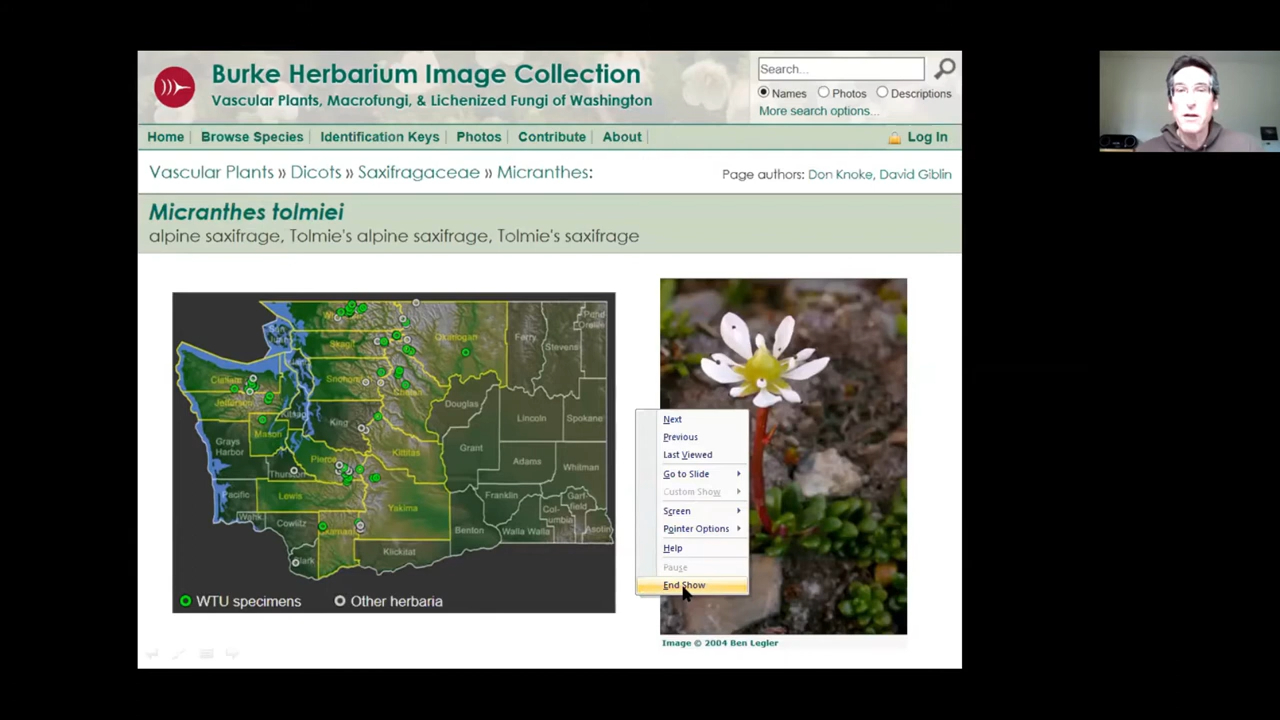 Burke Herbarium Image Collection
Vascular Plants, Macrofungi, & Lichenized Fungi of Washington
Search...
Names Photos Descriptions
More search options...
Home Browse Species Identification Keys Photos Contribute About Log In
Vascular Plants » Dicots » Saxifragaceae » Micranthes:
Page authors: Don Knoke, David Giblin
Micranthes tolmiei
alpine saxifrage, Tolmie's alpine saxifrage, Tolmie's saxifrage
Okanogan
Ferry
Stevens
Pend
Oreille
Skagit
Clallam
Jefferson
Chelan
Douglas
Lincoln
Spokane
King
Kittitas
Grant
Mason
Grays
Harbor
Pierce
Adams
Whitman
Thurston
Pacific
Lewis
Yakima
Franklin
Garfield
Columbia
Asotin
Cowlitz
Benton
Walla Walla
Clark
Klickitat
WTU specimens
Other herbaria
Next
Previous
Last Viewed
Go to Slide
Custom Show
Screen
Pointer Options
Help
Pause
End Show
Image © 2004 Ben Legler